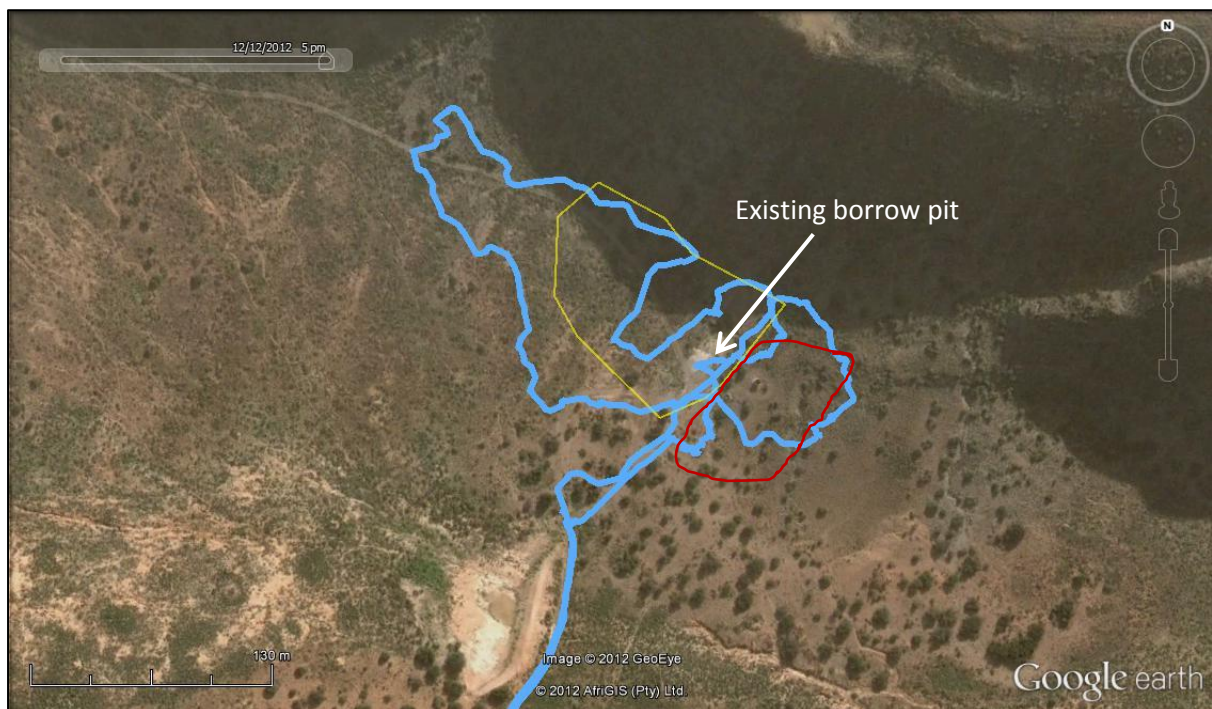 12/12/2012 5 pm
N
Existing borrow pit
130 m
Image © 2012 GeoEye
© 2012 AfriGIS (Pty) Ltd.
Google earth